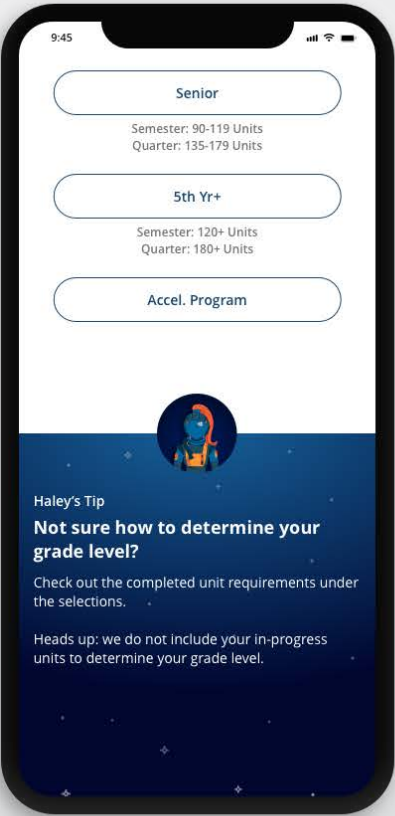 9:45
Senior
Semester: 90-119 Units
Quarter: 135-179 Units
5th Yr+
Semester: 120+ Units
Quarter: 180+ Units
Accel. Program
Haley's Tip
Not sure how to determine your
grade level?
Check out the completed unit requirements under
the selections.
Heads up: we do not include your in-progress
units to determine your grade level.